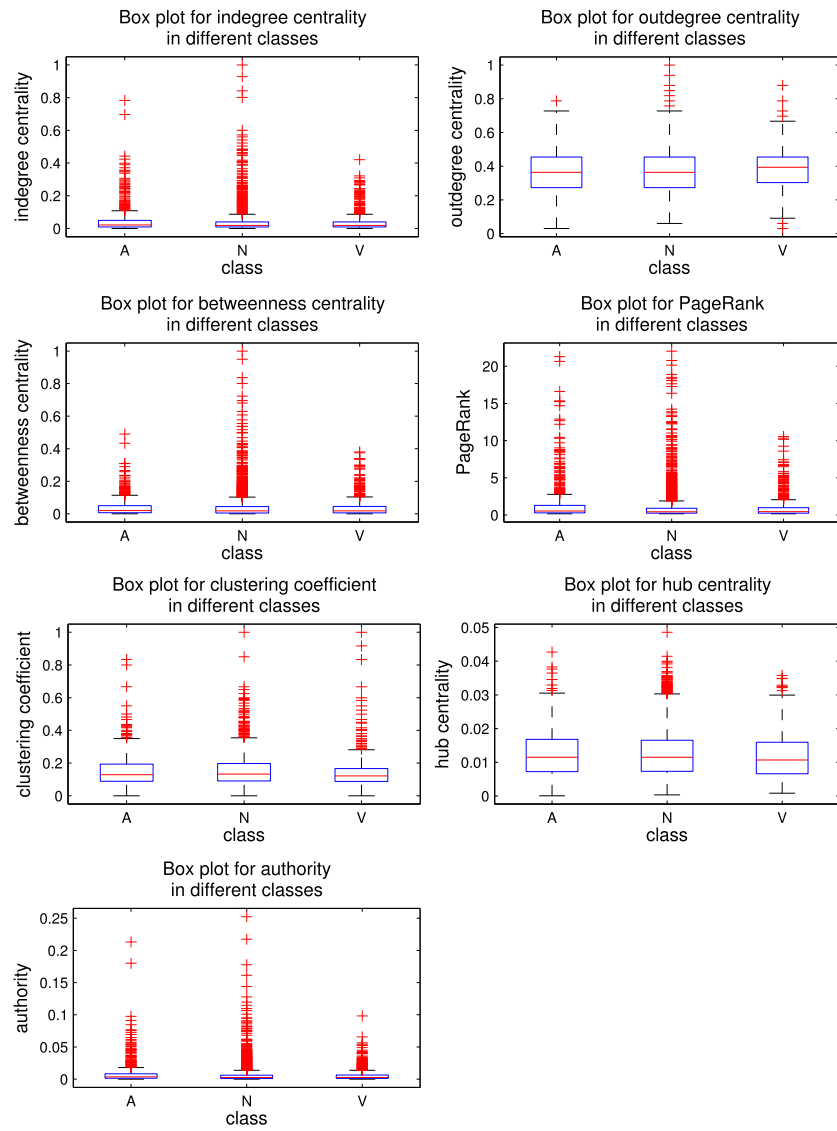 Box plot for indegree centrality
in different classes
indegree centrality
1
0.8
0.6
0.4
0.2
0
A N V
class
Box plot for outdegree centrality
in different classes
outdegree centrality
1
0.8
0.6
0.4
0.2
0
A N V
class
Box plot for betweenness centrality
in different classes
betweenness centrality
1
0.8
0.6
0.4
0.2
0
A N V
class
Box plot for PageRank
in different classes
PageRank
20
15
10
5
0
A N V
class
Box plot for clustering coefficient
in different classes
clustering coefficient
1
0.8
0.6
0.4
0.2
0
A N V
class
Box plot for hub centrality
in different classes
hub centrality
0.05
0.04
0.03
0.02
0.01
0
A N V
class
Box plot for authority
in different classes
authority
0.25
0.2
0.15
0.1
0.05
0
A N V
class